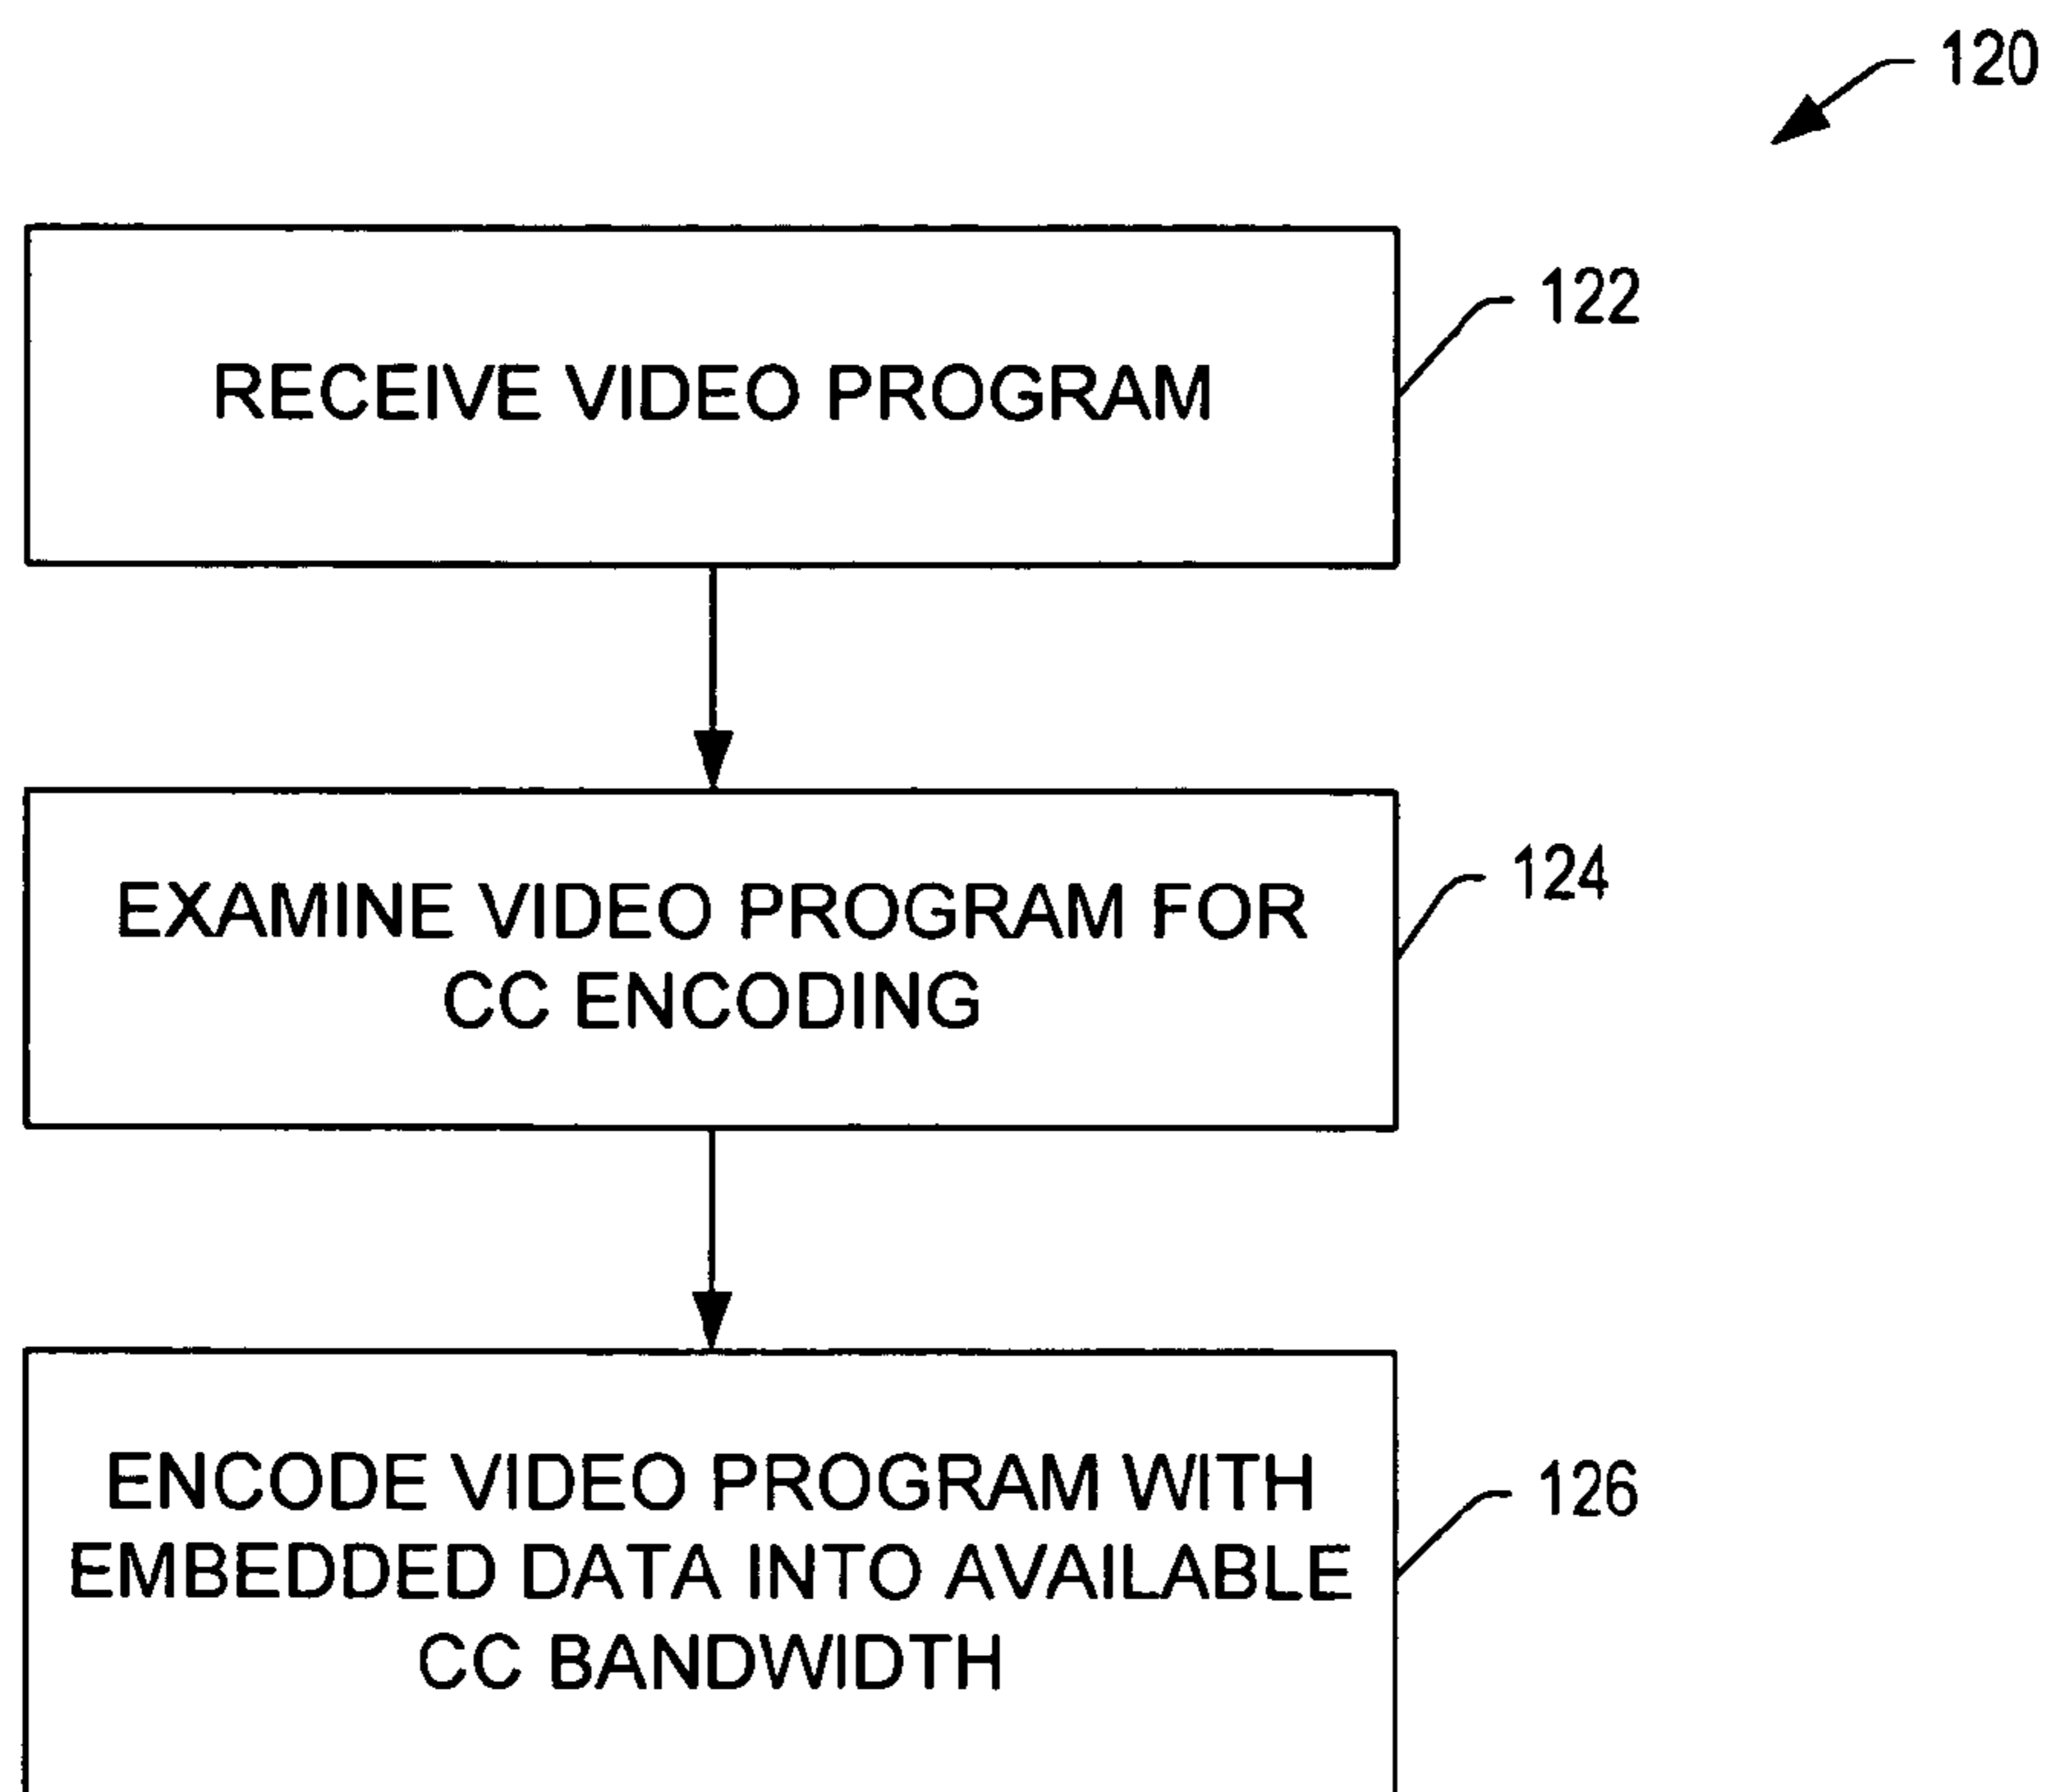 120
RECEIVE VIDEO PROGRAM
122
EXAMINE VIDEO PROGRAM FOR
CC ENCODING
124
ENCODE VIDEO PROGRAM WITH
EMBEDDED DATA INTO AVAILABLE
CC BANDWIDTH
126